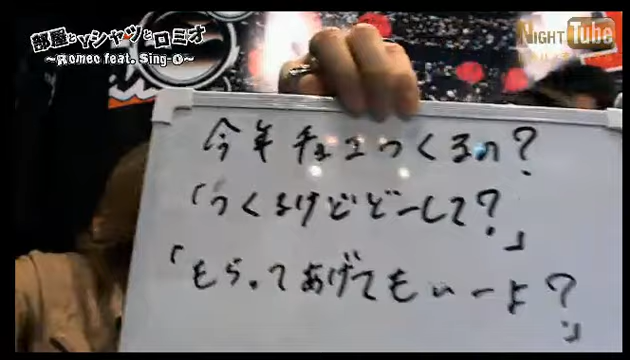 部屋とYシャツとロミオ
～Romeo feat. Sing-O～
NIGHT Tube
今年チョコつくるの?
「つくるけどどーして?」
「もらってあげてもいーよ?」